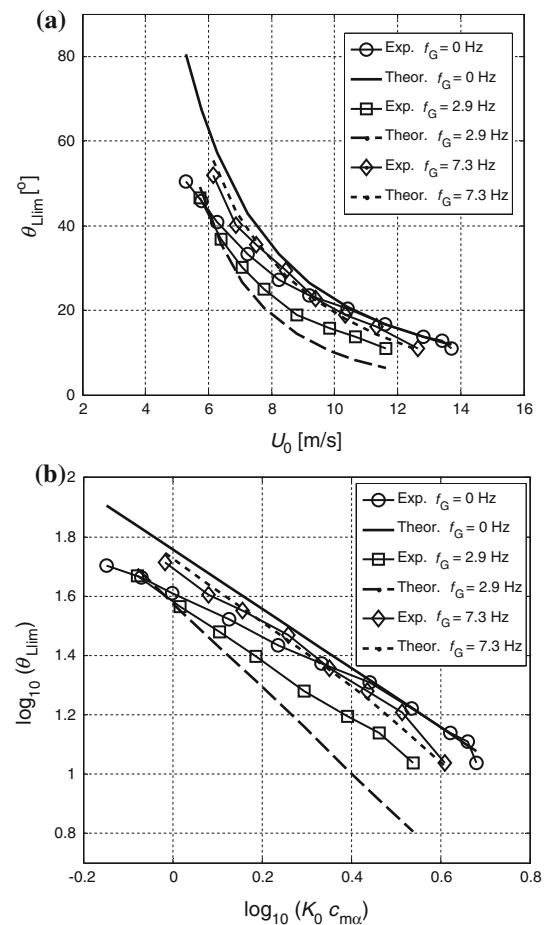 (a)
80
60
40
20
0
θLlim [°]
2 4 6 8 10 12 14 16
U0 [m/s]
Exp. fG = 0 Hz
Theor. fG = 0 Hz
Exp. fG = 2.9 Hz
Theor. fG = 2.9 Hz
Exp. fG = 7.3 Hz
Theor. fG = 7.3 Hz
(b)
2
1.8
1.6
1.4
1.2
1
0.8
log10 (θLlim)
0 0.2 0.4 0.6 0.8
log10 (K0 cmα)
Exp. fG = 0 Hz
Theor. fG = 0 Hz
Exp. fG = 2.9 Hz
Theor. fG = 2.9 Hz
Exp. fG = 7.3 Hz
Theor. fG = 7.3 Hz